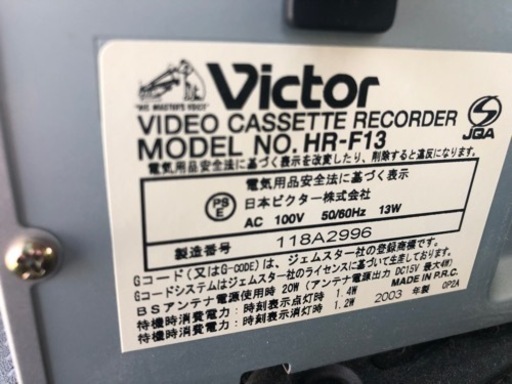 "HIS MASTER'S VOICE"
Victor
VIDEO CASSETTE RECORDER
MODEL NO. HR-F13
S
JQA
電気用品安全法に基づく表示を改変したり、削除すると違反になります。
電気用品安全法に基づく表示
PS
E
日本ビクター株式会社
AC 100V 50/60Hz 13W
製造番号 118A2996
Gコード(又はG-CODE)は、ジェムスター社の登録商標です。
Gコードシステムはジェムスター社のライセンスに基づいて生産しております。
BSアンテナ電源使用時 20W (アンテナ電源出力 DC15V 最大4W)
待機時消費電力:時刻表示点灯時 1.4W MADE IN P.R.C.
待機時消費電力:時刻表示消灯時 1.2W 2003 年製 0P2A